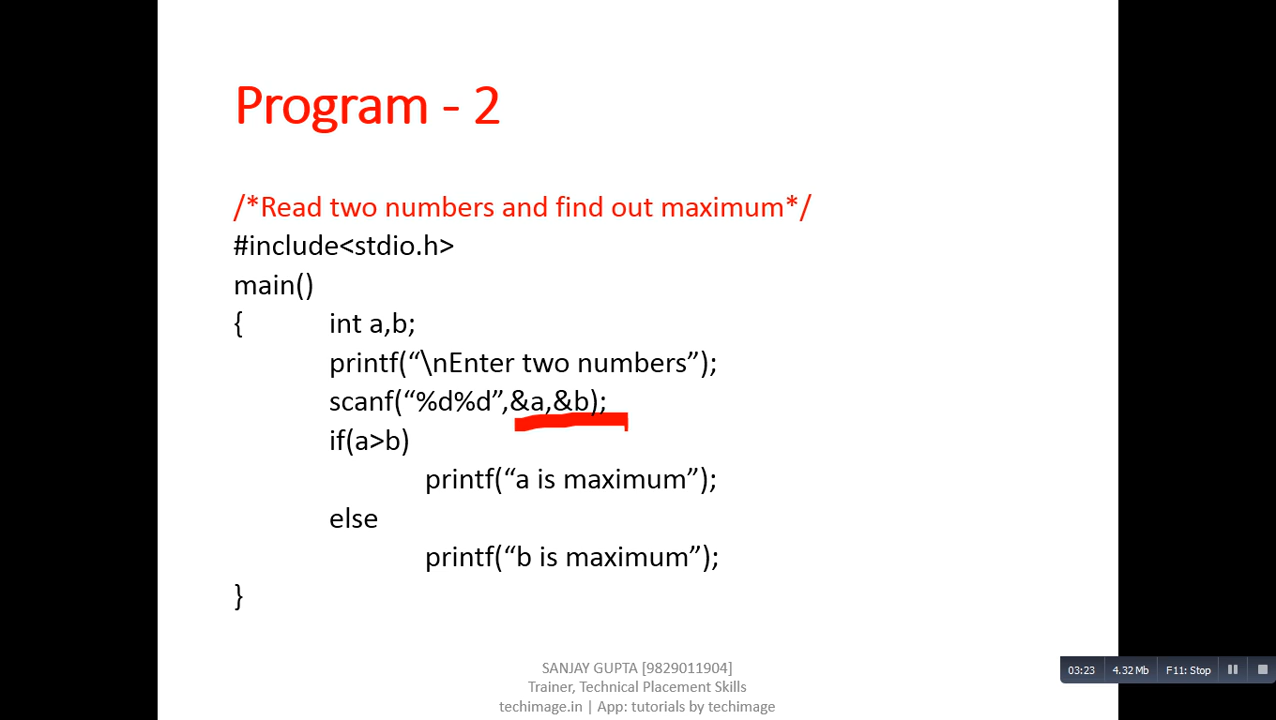 Program - 2
/*Read two numbers and find out maximum*/
#include<stdio.h>
main()
{ int a,b;
printf(“\nEnter two numbers”);
scanf(“%d%d”,&a,&b);
if(a>b)
printf(“a is maximum”);
else
printf(“b is maximum”);
}
SANJAY GUPTA [9829011904]
Trainer, Technical Placement Skills
techimage.in | App: tutorials by techimage
03:23 4.32 Mb F11: Stop